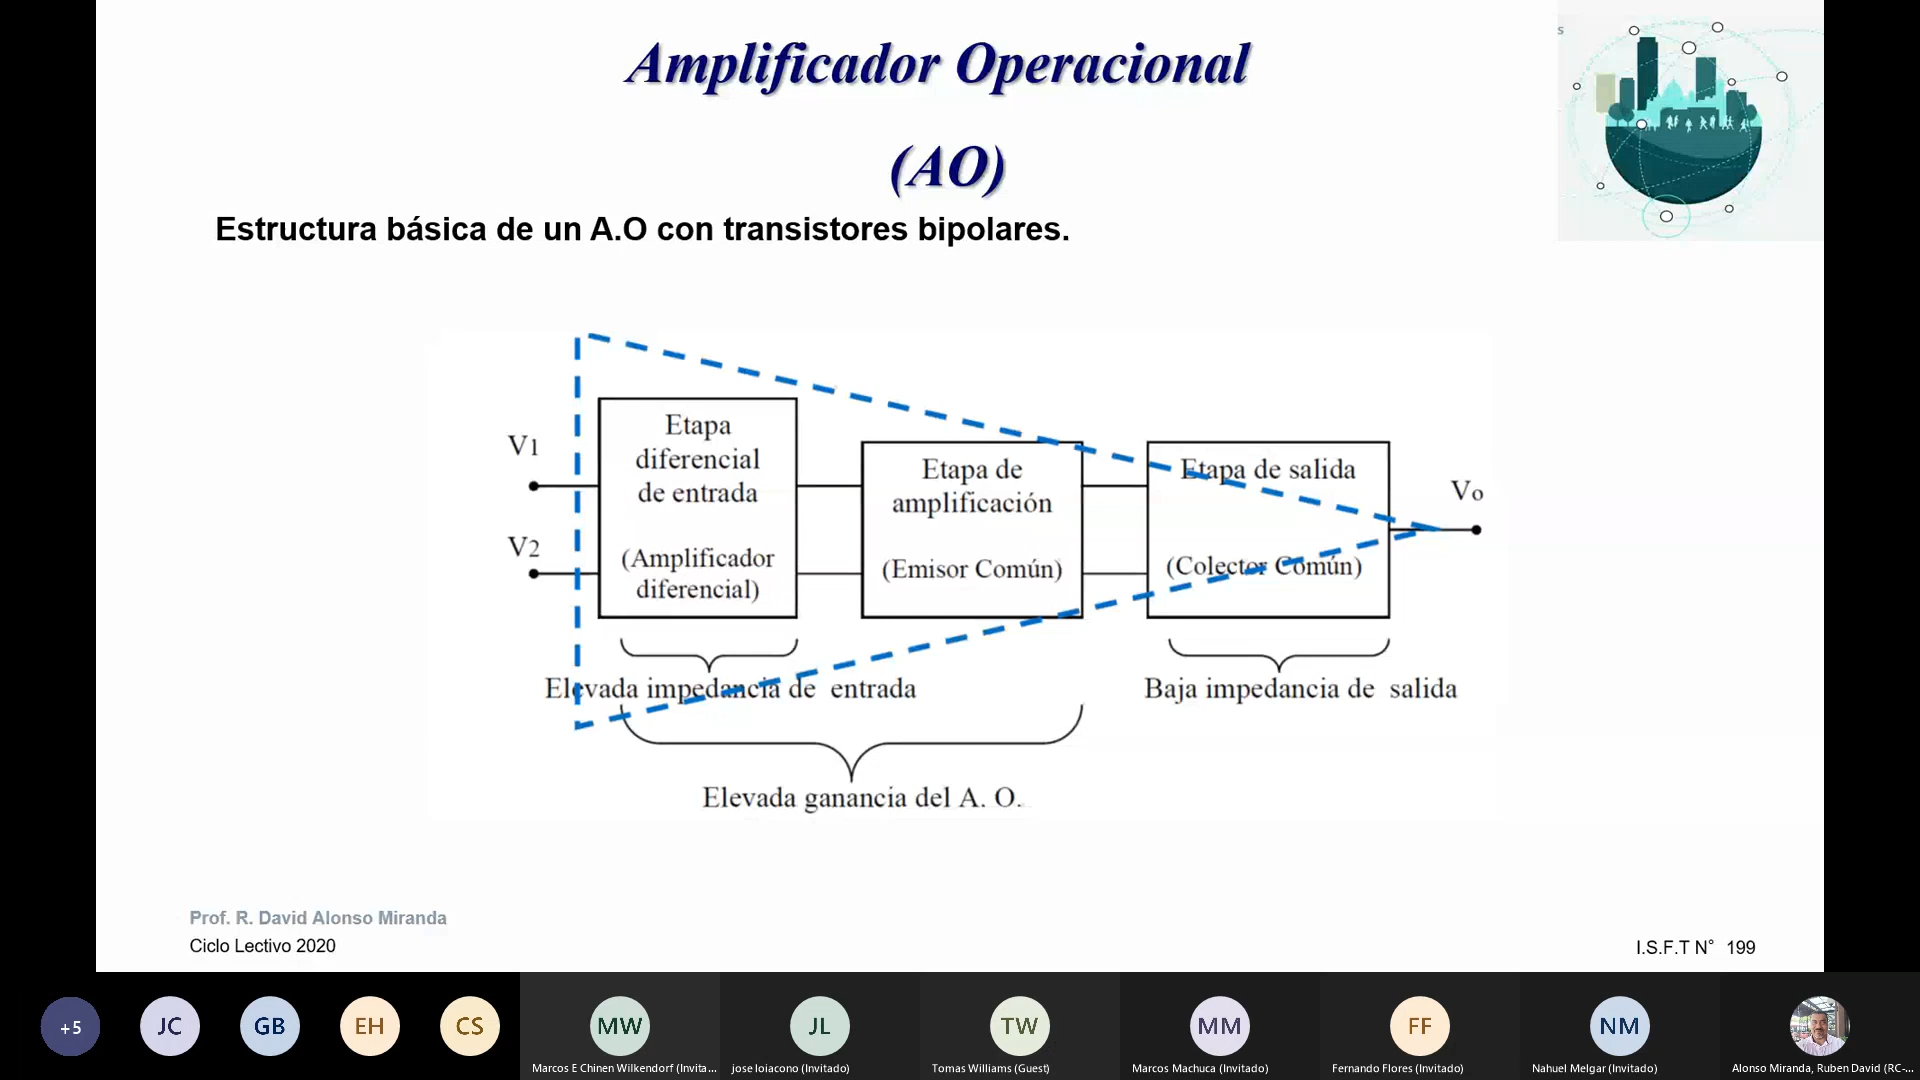 Amplificador Operacional
(AO)
s
Estructura básica de un A.O con transistores bipolares.
V1
V2
Etapa
diferencial
de entrada
(Amplificador
diferencial)
Etapa de
amplificación
(Emisor Común)
Etapa de salida
(Colector Común)
Vo
Elevada impedancia de entrada
Baja impedancia de salida
Elevada ganancia del A. O.
Prof. R. David Alonso Miranda
Ciclo Lectivo 2020
I.S.F.T N° 199
+5
JC
GB
EH
CS
MW
JL
TW
MM
FF
NM
Marcos E Chinen Wilkendorf (Invita...
jose loiacono (Invitado)
Tomas Williams (Guest)
Marcos Machuca (Invitado)
Fernando Flores (Invitado)
Nahuel Melgar (Invitado)
Alonso Miranda, Ruben David (RC-...